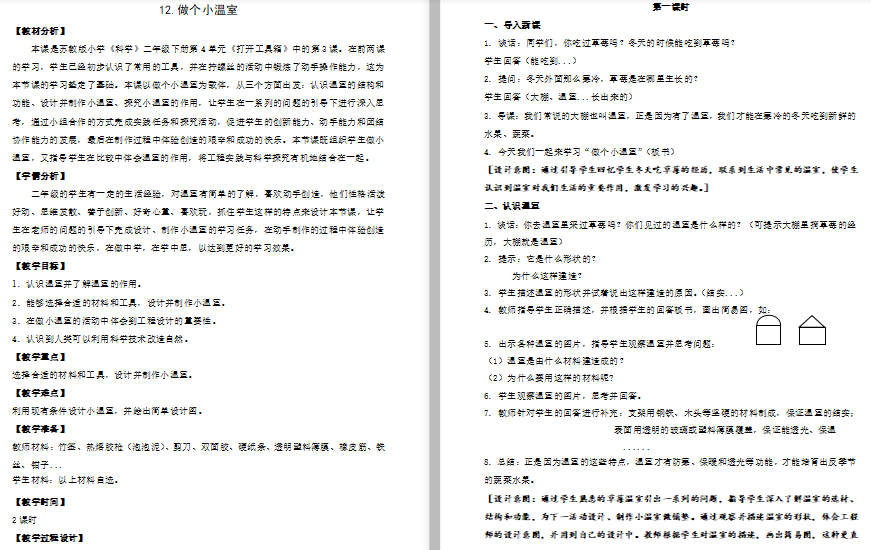 12.做个小温室
【教材分析】
本课是苏教版小学《科学》二年级下册第4单元《打开工具箱》中的第3课。在前两课
的学习，学生已经初步认识了常用的工具，并在拧螺丝的活动中锻炼了动手操作能力，这为
本节课的学习奠定了基础。本课以做个小温室为载体，从三个方面出发：认识温室的结构和
功能、设计并制作小温室、探究小温室的作用，让学生在一系列的问题的引导下进行深入思
考，通过小组合作的方式完成实践任务和探究活动，促进学生的创新能力、动手能力和团结
协作能力的发展，最后在制作过程中体验创造的艰辛和成功的快乐。本节课既组织学生做小
温室，又指导学生在比较中体会温室的作用，将工程实践与科学探究有机地结合在一起。
【学情分析】
二年级的学生有一定的生活经验，对温室有简单的了解，喜欢动手创造，他们性格活泼
好动、思维发散、善于创新、好奇心重、喜欢玩，抓住学生这样的特点来设计本节课，让学
生在老师的问题的引导下完成设计、制作小温室的学习任务，在动手制作的过程中体验创造
的艰辛和成功的快乐，在做中学，在学中思，以达到更好的学习效果。
【教学目标】
1．认识温室并了解温室的作用。
2．能够选择合适的材料和工具，设计并制作小温室。
3．在做小温室的活动中体会到工程设计的重要性。
4．认识到人类可以利用科学技术改造自然。
【教学重点】
选择合适的材料和工具，设计并制作小温室。
【教学难点】
利用现有条件设计小温室，并绘出简单设计图。
【教学准备】
教师材料：竹签、热熔胶枪（泡泡泥）、剪刀、双面胶、硬纸条、透明塑料薄膜、橡皮筋、铁
丝、钳子...
学生材料：以上材料自选。
【教学时间】
2课时
【教学过程设计】
第一课时
一、导入新课
1. 谈话：同学们，你吃过草莓吗？冬天的时候能吃到草莓吗？
学生回答（能吃到...）
2. 提问：冬天外面那么寒冷，草莓是在哪里生长的？
学生回答（大棚、温室...长出来的）
3. 导课：我们常说的大棚也叫温室，正是因为有了温室，我们才能在寒冷的冬天吃到新鲜的
水果、蔬菜。
4. 今天我们一起来学习“做个小温室”（板书）
[设计意图：通过引导学生回忆学生冬天吃草莓的经历，联系到生活中常见的温室，使学生
认识到温室对我们生活的重要作用，激发学习的兴趣。]
二、认识温室
1. 谈话：你去温室里采过草莓吗？你们见过的温室是什么样的？（可提示大棚里摘草莓的经
历，大棚就是温室）
2. 提示：它是什么形状的？
为什么这样建造？
3. 学生描述温室的形状并试着说出这样建造的原因。（结实...）
4. 教师指导学生正确描述，并根据学生的回答板书，画出简易图，如：
5. 出示各种温室的图片，指导学生观察温室并思考问题：
（1）温室是由什么材料建造成的？
（2）为什么要用这样的材料呢？
6. 学生观察温室的图片，思考并回答。
7. 教师针对学生的回答进行补充：支架用钢铁、木头等坚硬的材料制成，保证温室的结实；
表面用透明的玻璃或塑料薄膜覆盖，保证能透光、保温
......
8. 总结：正是因为温室的这些特点，温室才有防寒、保暖和透光等功能，才能培育出反季节
的蔬菜水果。
[设计意图：通过学生熟悉的草莓温室引出一系列的问题，指导学生深入了解温室的选材、
结构和功能，为下一活动设计、制作小温室做铺垫。通过观察并描述温室的形状，体会工程
师的设计意图，并用到自己的设计中。教师根据学生对温室的描述，画出简易图，这种更直